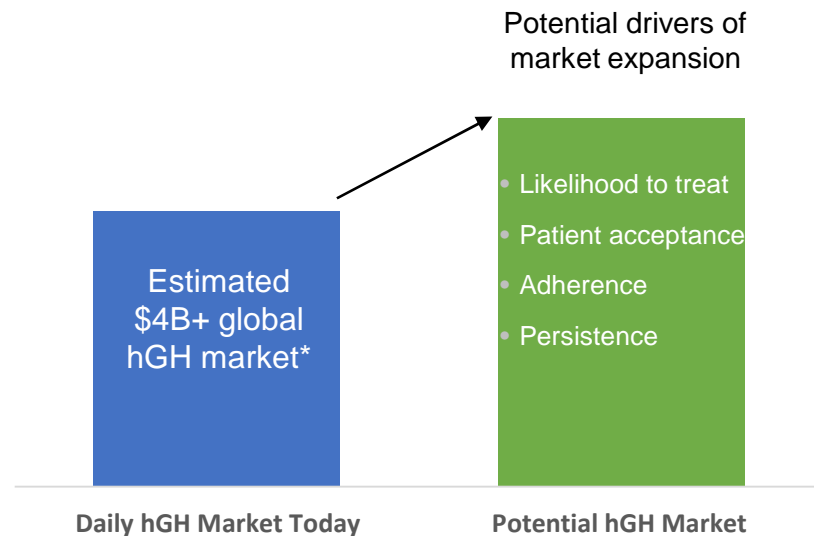 Potential drivers of
market expansion
• Likelihood to treat
• Patient acceptance
• Adherence
• Persistence
Estimated
$4B+ global
hGH market*
Daily hGH Market Today
Potential hGH Market